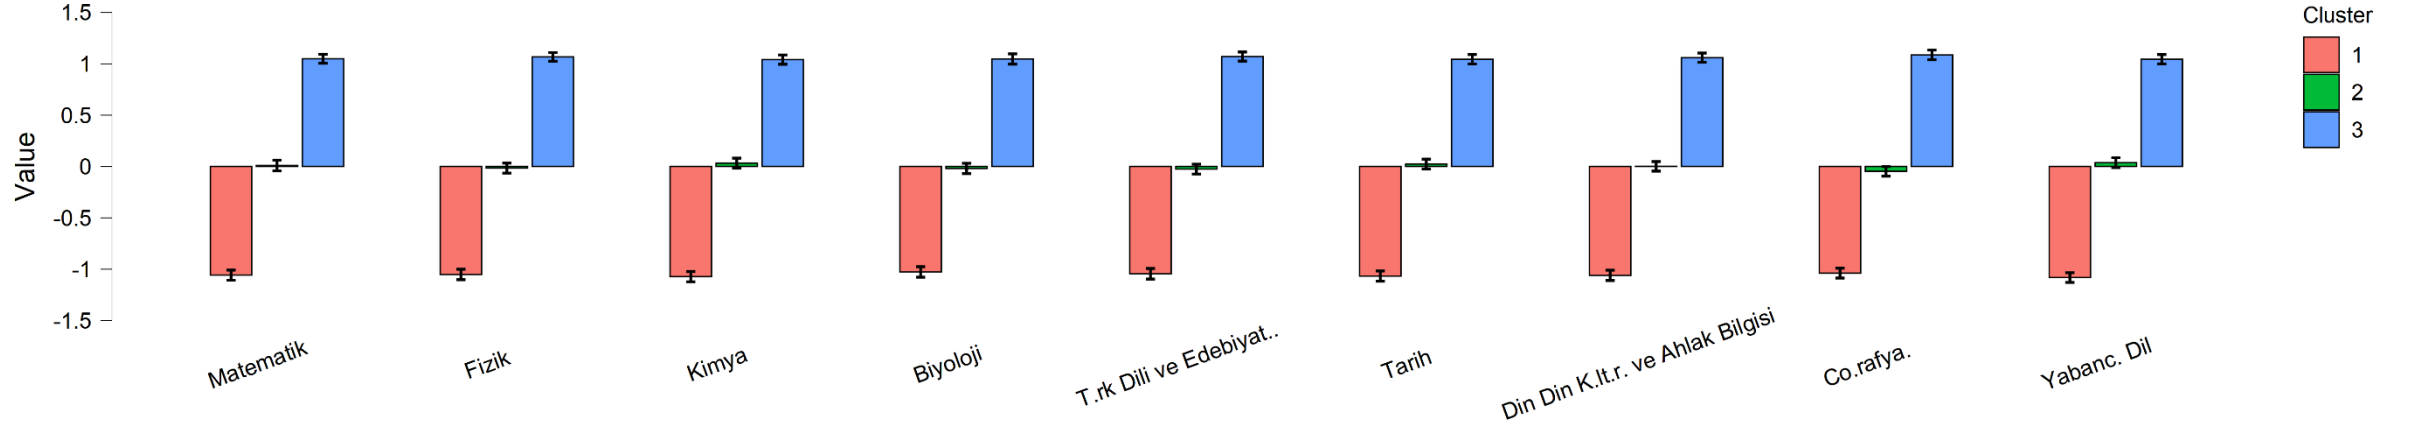 Value
1.5
1
0.5
0
-0.5
-1
-1.5
Matematik
Fizik
Kimya
Biyoloji
T.rk Dili ve Edebiyat..
Tarih
Din Din K.lt.r. ve Ahlak Bilgisi
Co.rafya.
Yabanc. Dil
Cluster
1
2
3